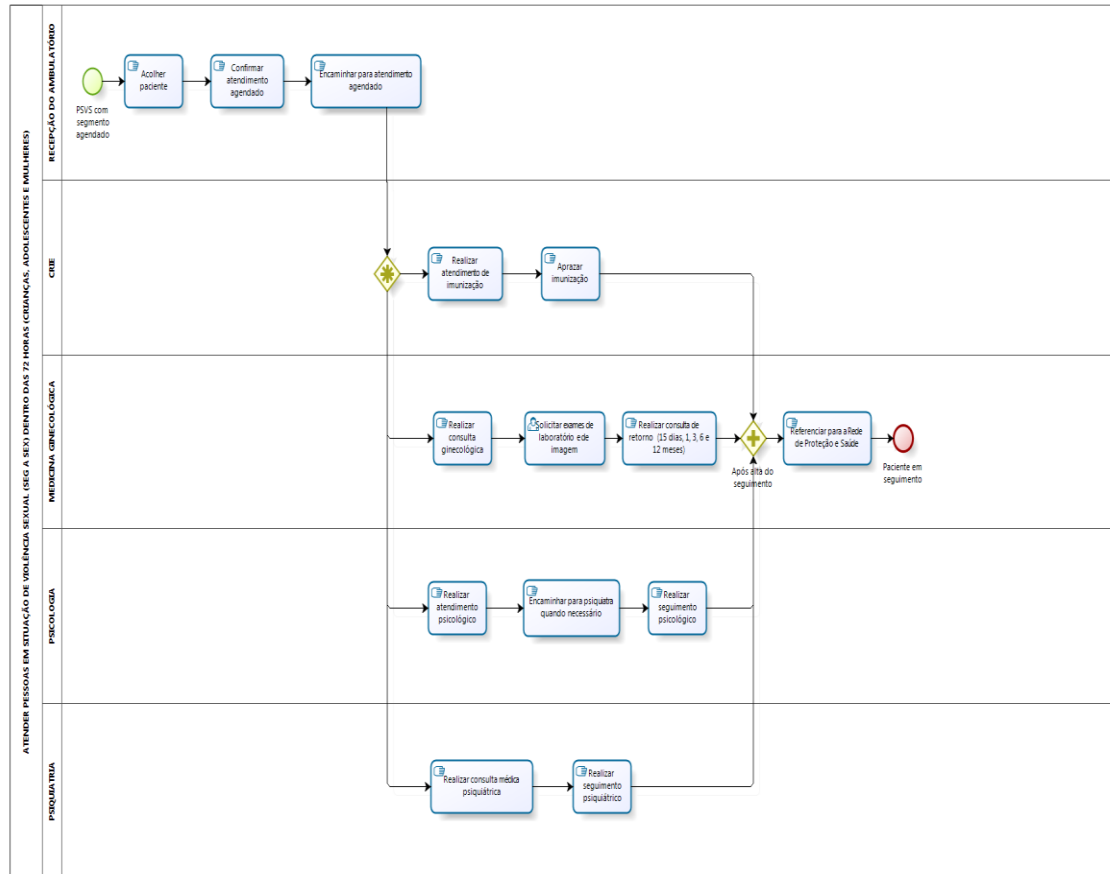 ATENDER PESSOAS EM SITUAÇÃO DE VIOLÊNCIA SEXUAL (SEG A SEX) DENTRO DAS 72 HORAS (CRIANÇAS, ADOLESCENTES E MULHERES)
RECEPÇÃO DO AMBULATÓRIO
PSVS com
segmento
agendado
Acolher
paciente
Confirmar
atendimento
agendado
Encaminhar para atendimento
agendado
CRIE
Realizar
atendimento de
imunização
Aprazar
imunização
MEDICINA GINECOLÓGICA
Realizar
consulta
ginecológica
Solicitar exames de
laboratório e de
imagem
Realizar consulta de
retorno (15 dias, 1, 3, 6 e
12 meses)
Após alta do
seguimento
Referenciar para a Rede
de Proteção e Saúde
Paciente em
seguimento
PSICOLOGIA
Realizar
atendimento
psicológico
Encaminhar para psiquiatra
quando necessário
Realizar
seguimento
psicológico
PSIQUIATRIA
Realizar consulta médica
psiquiátrica
Realizar
seguimento
psiquiátrico